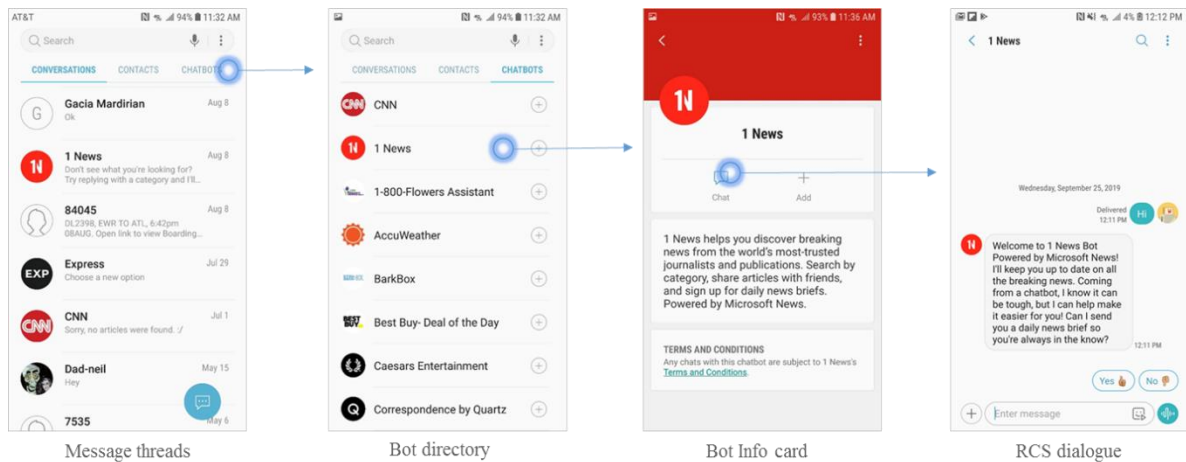 AT&T 94% 11:32 AM
Search
CONVERSATIONS CONTACTS CHATBOTS
G
Gacia Mardirian Aug 8
Ok
1N
1 News Aug 8
Don't see what you're looking for?
Try replying with a category and I'll...
84045 Aug 8
DL2398, EWR TO ATL, 6:42pm
08AUG. Open link to view Boarding...
EXP
Express Jul 29
Choose a new option
CNN
CNN Jul 1
Sorry, no articles were found. :/
Dad-neil May 15
Hey
7535 May 6
Message threads
94% 11:32 AM
Search
CONVERSATIONS CONTACTS CHATBOTS
CNN
CNN
1N
1 News
1-800-Flowers Assistant
AccuWeather
BarkBox
BEST BUY
Best Buy- Deal of the Day
Caesars Entertainment
Q
Correspondence by Quartz
Bot directory
93% 11:36 AM
1N
1 News
Chat Add
1 News helps you discover breaking
news from the world's most-trusted
journalists and publications. Search by
category, share articles with friends,
and sign up for daily news briefs.
Powered by Microsoft News.
TERMS AND CONDITIONS
Any chats with this chatbot are subject to 1 News's
Terms and Conditions.
Bot Info card
4% 12:12 PM
1 News
Wednesday, September 25, 2019
Delivered
12:11 PM
Hi
1N
Welcome to 1 News Bot
Powered by Microsoft News!
I'll keep you up to date on all
the breaking news. Coming
from a chatbot, I know it can
be tough, but I can help make
it easier for you! Can I send
you a daily news brief so
you're always in the know?
12:11 PM
Yes No
Enter message
RCS dialogue